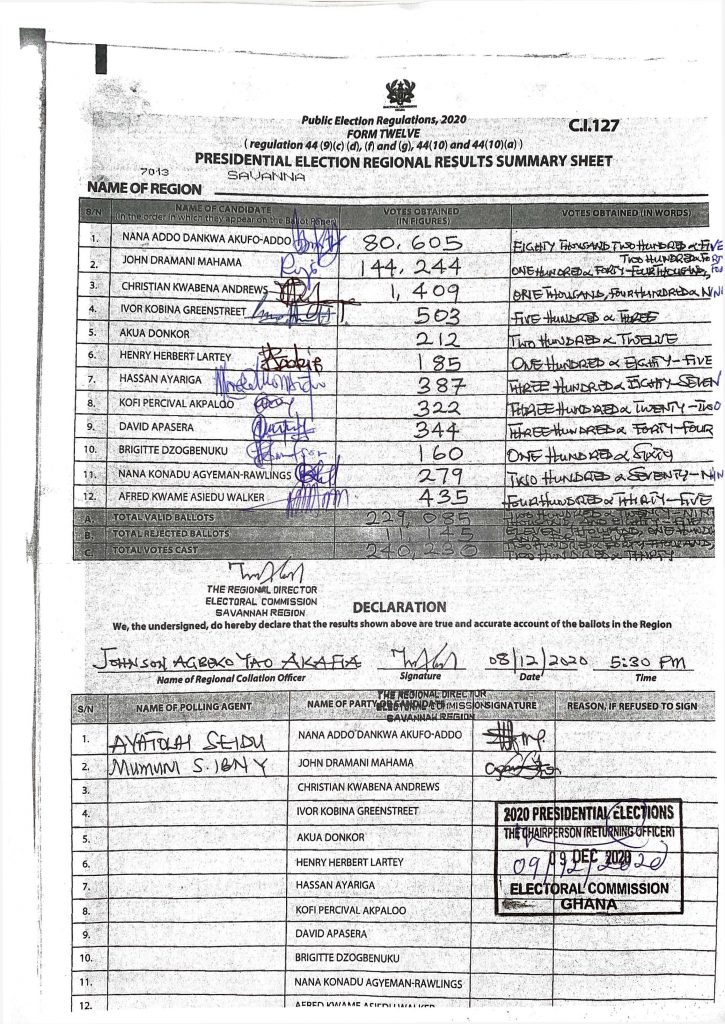 ELECTORAL COMMISSION
Public Election Regulations, 2020
FORM TWELVE
C.I.127
( regulation 44 (9)(c) (d), (f) and (g), 44(10) and 44(10)(a) )
PRESIDENTIAL ELECTION REGIONAL RESULTS SUMMARY SHEET
7013
SAVANNA
NAME OF REGION
S/N NAME OF CANDIDATE (in the order in which they appear on the Ballot Paper) VOTES OBTAINED (IN FIGURES) VOTES OBTAINED (IN WORDS)
1. NANA ADDO DANKWA AKUFO-ADDO 80,605 EIGHTY THOUSAND TWO HUNDRED & FIVE
2. JOHN DRAMANI MAHAMA 144,244 TWO HUNDRED & ONE HUNDRED & FORTY-FOUR THOUSAND,
3. CHRISTIAN KWABENA ANDREWS 1,409 ONE THOUSAND, FOUR HUNDRED & NINE
4. IVOR KOBINA GREENSTREET 503 FIVE HUNDRED & THREE
5. AKUA DONKOR 212 TWO HUNDRED & TWELVE
6. HENRY HERBERT LARTEY 185 ONE HUNDRED & EIGHTY-FIVE
7. HASSAN AYARIGA 387 THREE HUNDRED & EIGHTY-SEVEN
8. KOFI PERCIVAL AKPALOO 322 THREE HUNDRED & TWENTY-TWO
9. DAVID APASERA 344 THREE HUNDRED & FORTY-FOUR
10. BRIGITTE DZOGBENUKU 160 ONE HUNDRED & SIXTY
11. NANA KONADU AGYEMAN-RAWLINGS 279 TWO HUNDRED & SEVENTY-NIN
12. AFRED KWAME ASIEDU WALKER 435 FOUR HUNDRED & THIRTY-FIVE
A. TOTAL VALID BALLOTS 229,085
B. TOTAL REJECTED BALLOTS 11,145 ELEVEN THOUSAND, ONE HUNDRED
C. TOTAL VOTES CAST 240,230 TWO HUNDRED & THIRTY
THE REGIONAL DIRECTOR
ELECTORAL COMMISSION
SAVANNAH REGION
DECLARATION
We, the undersigned, do hereby declare that the results shown above are true and accurate account of the ballots in the Region
JOHNSON AGBEKO YAO AKAFIA 08/12/2020 5:30 PM
Name of Regional Collation Officer Signature Date Time
THE REGIONAL DIRECTOR
ELECTORAL COMMISSION
SAVANNAH REGION
S/N NAME OF POLLING AGENT NAME OF PARTY OR CANDIDATE SIGNATURE REASON, IF REFUSED TO SIGN
1. AYATOLAI SEIDU NANA ADDO DANKWA AKUFO-ADDO
2. MUMUNI S. IBNY JOHN DRAMANI MAHAMA
3. CHRISTIAN KWABENA ANDREWS
4. IVOR KOBINA GREENSTREET
5. AKUA DONKOR
6. HENRY HERBERT LARTEY
7. HASSAN AYARIGA
8. KOFI PERCIVAL AKPALOO
9. DAVID APASERA
10. BRIGITTE DZOGBENUKU
11. NANA KONADU AGYEMAN-RAWLINGS
12. AFRED KWAME ASIEDU WALKER
2020 PRESIDENTIAL ELECTIONS
THE CHAIRPERSON (RETURNING OFFICER)
09 DEC 2020
09/12/2020
ELECTORAL COMMISSION
GHANA